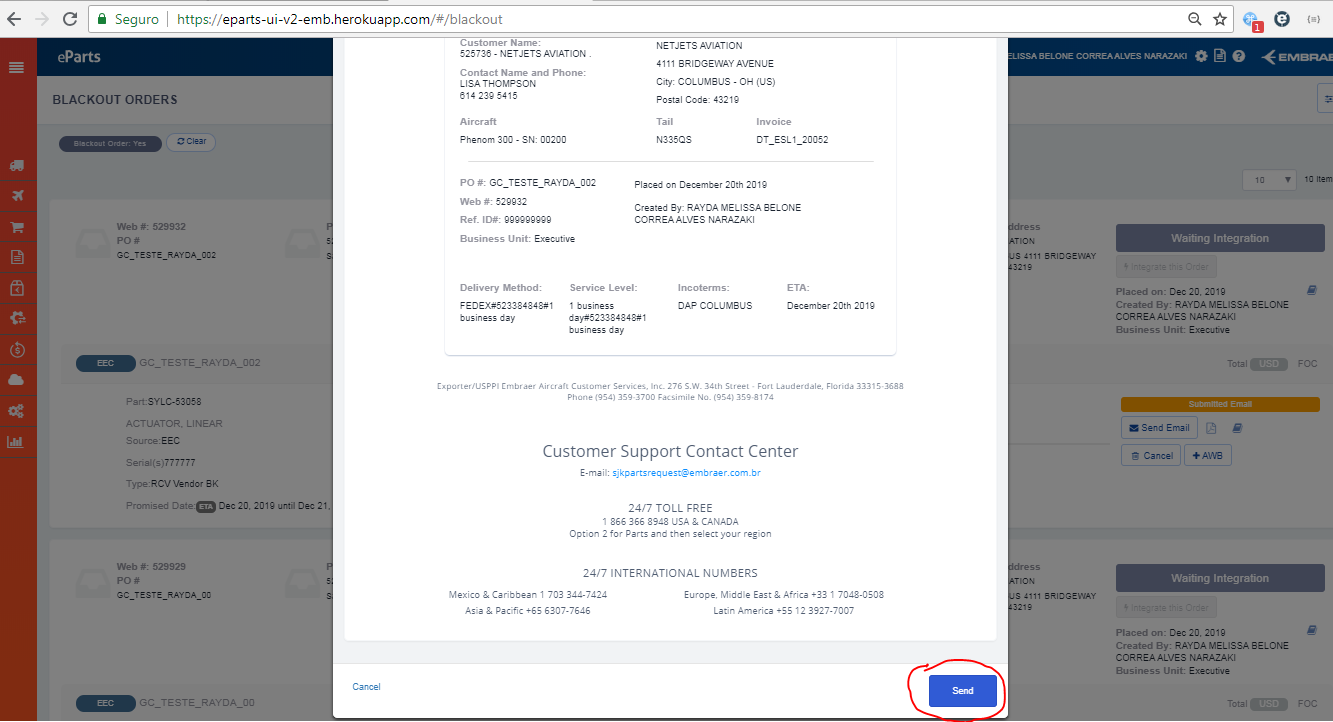 Seguro
https://eparts-ui-v2-emb.herokuapp.com/#/blackout
1
eParts
ELISSA BELONE CORREA ALVES NARAZAKI
BLACKOUT ORDERS
Blackout Order: Yes
Clear
10
10 Item
Web #: 529932
PO #
GC_TESTE_RAYDA_002
ddress
ATION
US 4111 BRIDGEWAY
43219
Waiting Integration
Integrate this Order
Placed on: Dec 20, 2019
Created By: RAYDA MELISSA BELONE
CORREA ALVES NARAZAKI
Business Unit: Executive
EEC
GC_TESTE_RAYDA_002
Total
USD
FOC
Part:SYLC-53058
ACTUATOR, LINEAR
Source:EEC
Serial(s)777777
Type:RCV Vendor BK
Promised Date: ETA Dec 20, 2019 until Dec 21,
Submitted Email
Send Email
Cancel
AWB
Web #: 529929
PO #
GC_TESTE_RAYDA_00
ddress
ATION
US 4111 BRIDGEWAY
43219
Waiting Integration
Integrate this Order
Placed on: Dec 20, 2019
Created By: RAYDA MELISSA BELONE
CORREA ALVES NARAZAKI
Business Unit: Executive
EEC
GC_TESTE_RAYDA_00
Total
USD
FOC
Customer Name:
525736 - NETJETS AVIATION .
Contact Name and Phone:
LISA THOMPSON
614 239 5415
NETJETS AVIATION
4111 BRIDGEWAY AVENUE
City: COLUMBUS - OH (US)
Postal Code: 43219
Aircraft
Phenom 300 - SN: 00200
Tail
N335QS
Invoice
DT_ESL1_20052
PO #: GC_TESTE_RAYDA_002
Web #: 529932
Ref. ID#: 999999999
Business Unit: Executive
Placed on December 20th 2019
Created By: RAYDA MELISSA BELONE
CORREA ALVES NARAZAKI
Delivery Method:
FEDEX#523384848#1
business day
Service Level:
1 business
day#523384848#1
business day
Incoterms:
DAP COLUMBUS
ETA:
December 20th 2019
Exporter/USPPI Embraer Aircraft Customer Services, Inc. 276 S.W. 34th Street - Fort Lauderdale, Florida 33315-3688
Phone (954) 359-3700 Facsimile No. (954) 359-8174
Customer Support Contact Center
E-mail: sjkpartsrequest@embraer.com.br
24/7 TOLL FREE
1 866 366 8948 USA & CANADA
Option 2 for Parts and then select your region
24/7 INTERNATIONAL NUMBERS
Mexico & Caribbean 1 703 344-7424
Europe, Middle East & Africa +33 1 7048-0508
Asia & Pacific +65 6307-7646
Latin America +55 12 3927-7007
Cancel
Send